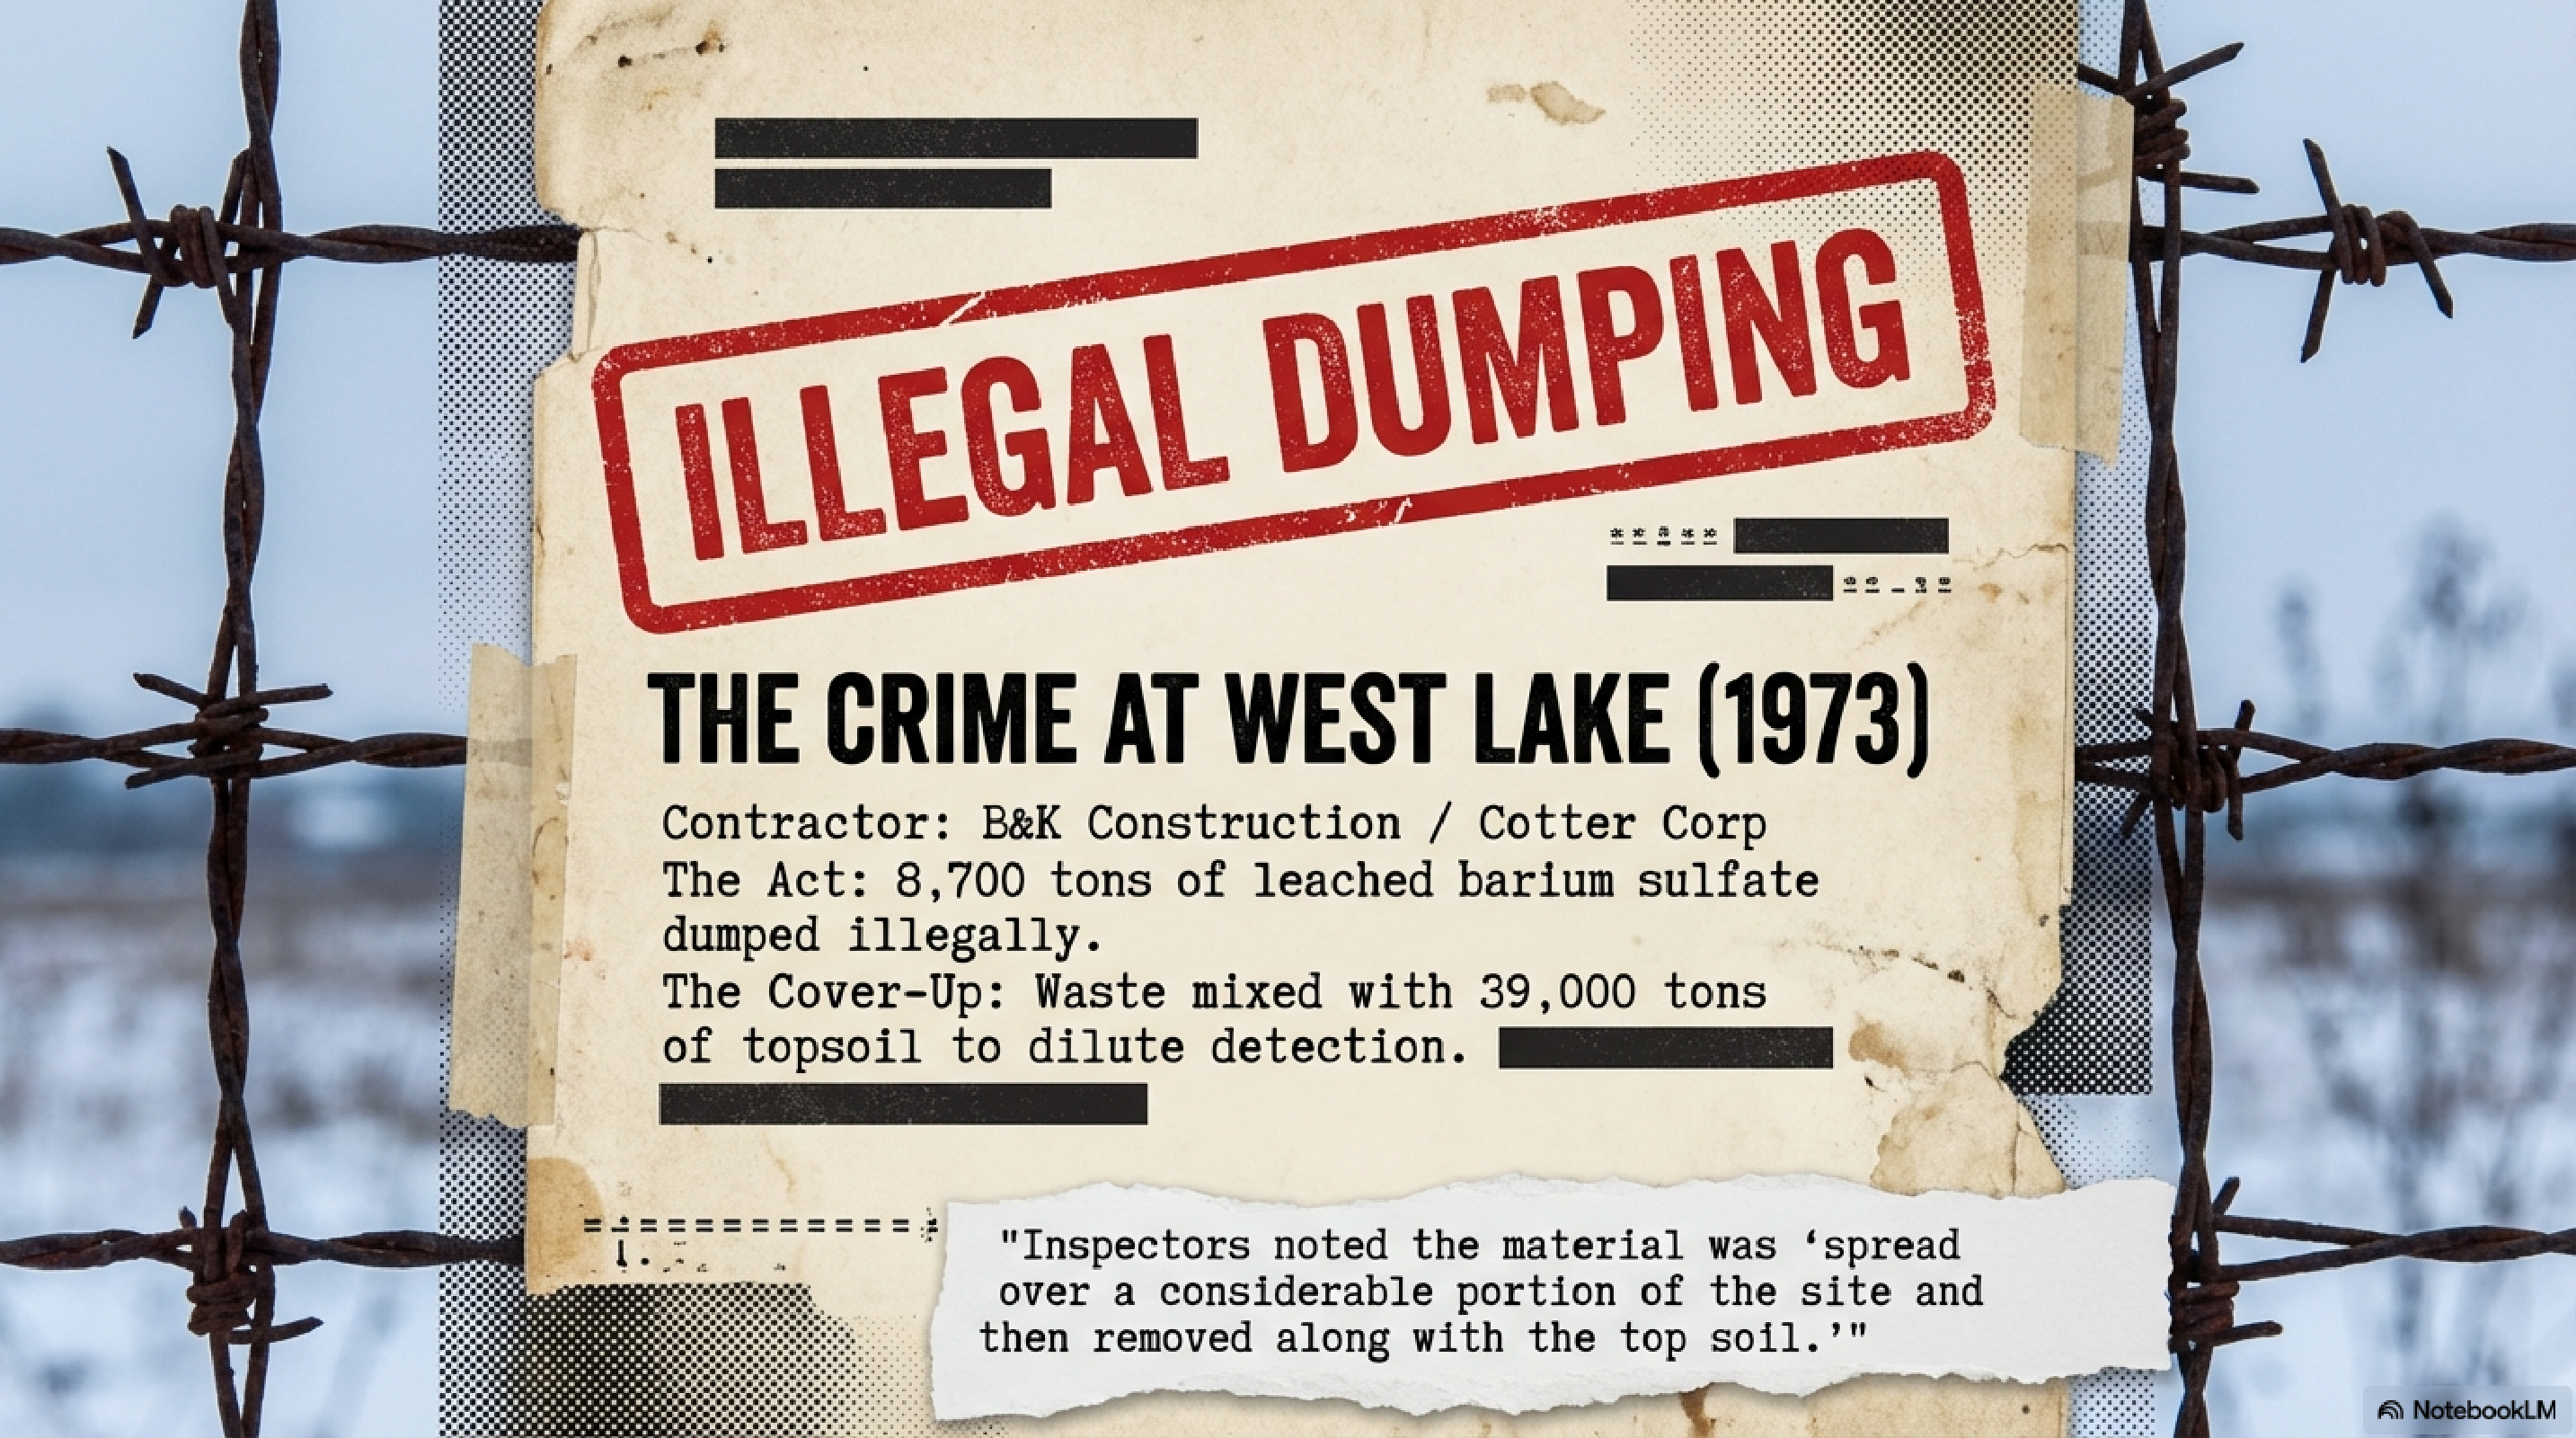 ILLEGAL DUMPING
THE CRIME AT WEST LAKE (1973)
Contractor: B&K Construction / Cotter Corp
The Act: 8,700 tons of leached barium sulfate
dumped illegally.
The Cover-Up: Waste mixed with 39,000 tons
of topsoil to dilute detection.
"Inspectors noted the material was ‘spread
over a considerable portion of the site and
then removed along with the top soil.’"
NotebookLM